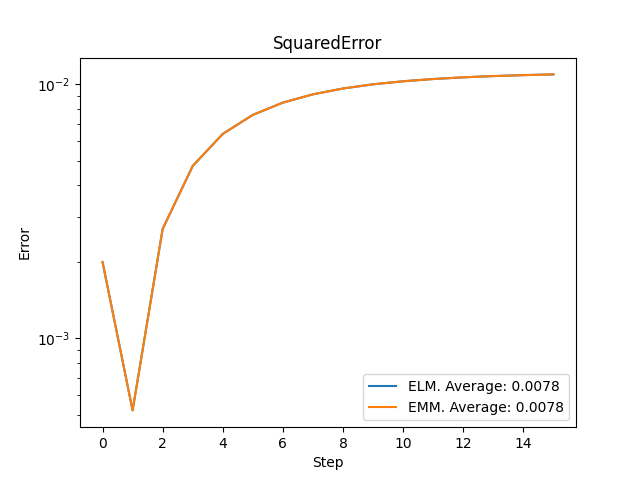 SquaredError
Error
10⁻²
10⁻³
ELM. Average: 0.0078
EMM. Average: 0.0078
0 2 4 6 8 10 12 14
Step